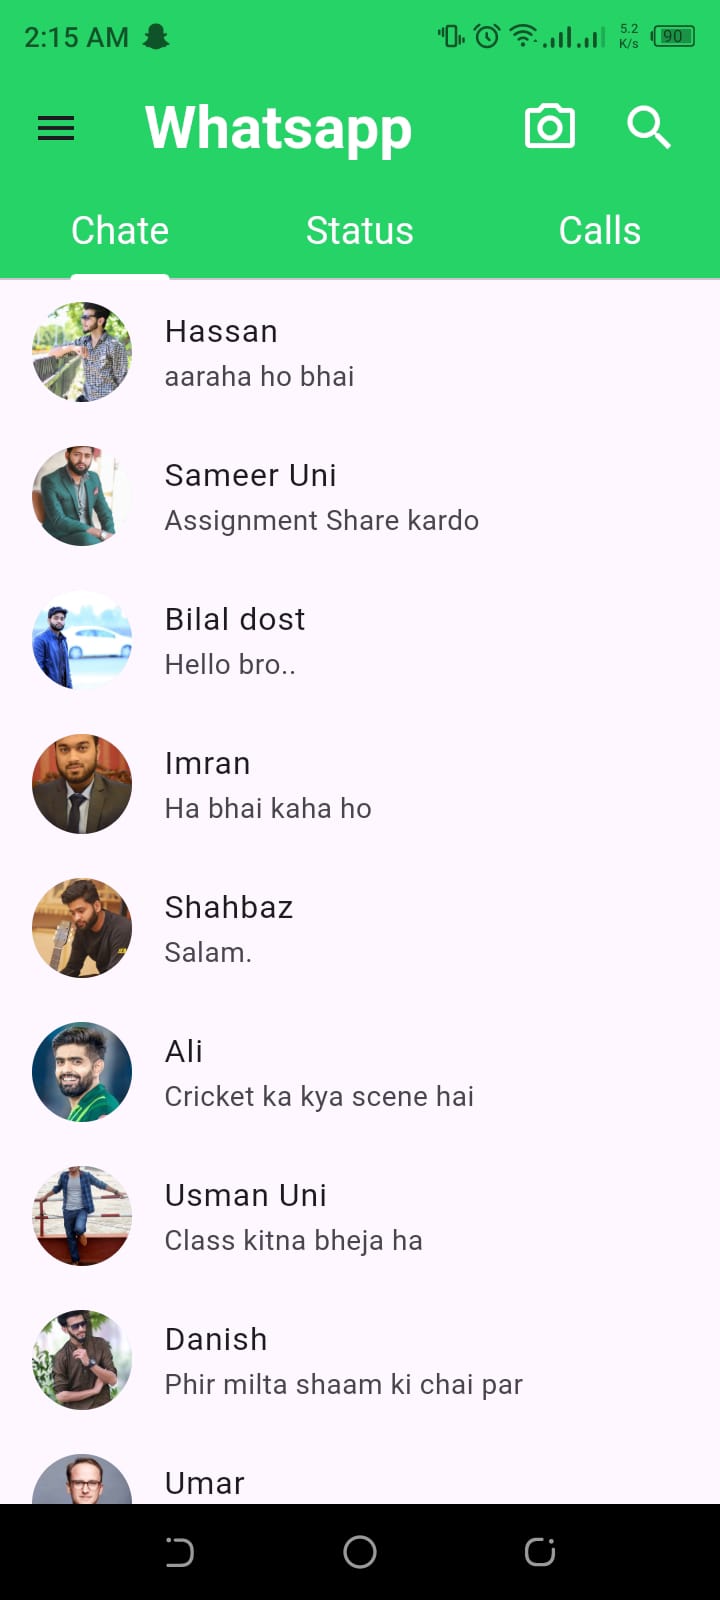 2:15 AM
5.2
K/s
90
Whatsapp
Chate Status Calls
Hassan
aaraha ho bhai
Sameer Uni
Assignment Share kardo
Bilal dost
Hello bro..
Imran
Ha bhai kaha ho
Shahbaz
Salam.
Ali
Cricket ka kya scene hai
Usman Uni
Class kitna bheja ha
Danish
Phir milta shaam ki chai par
Umar